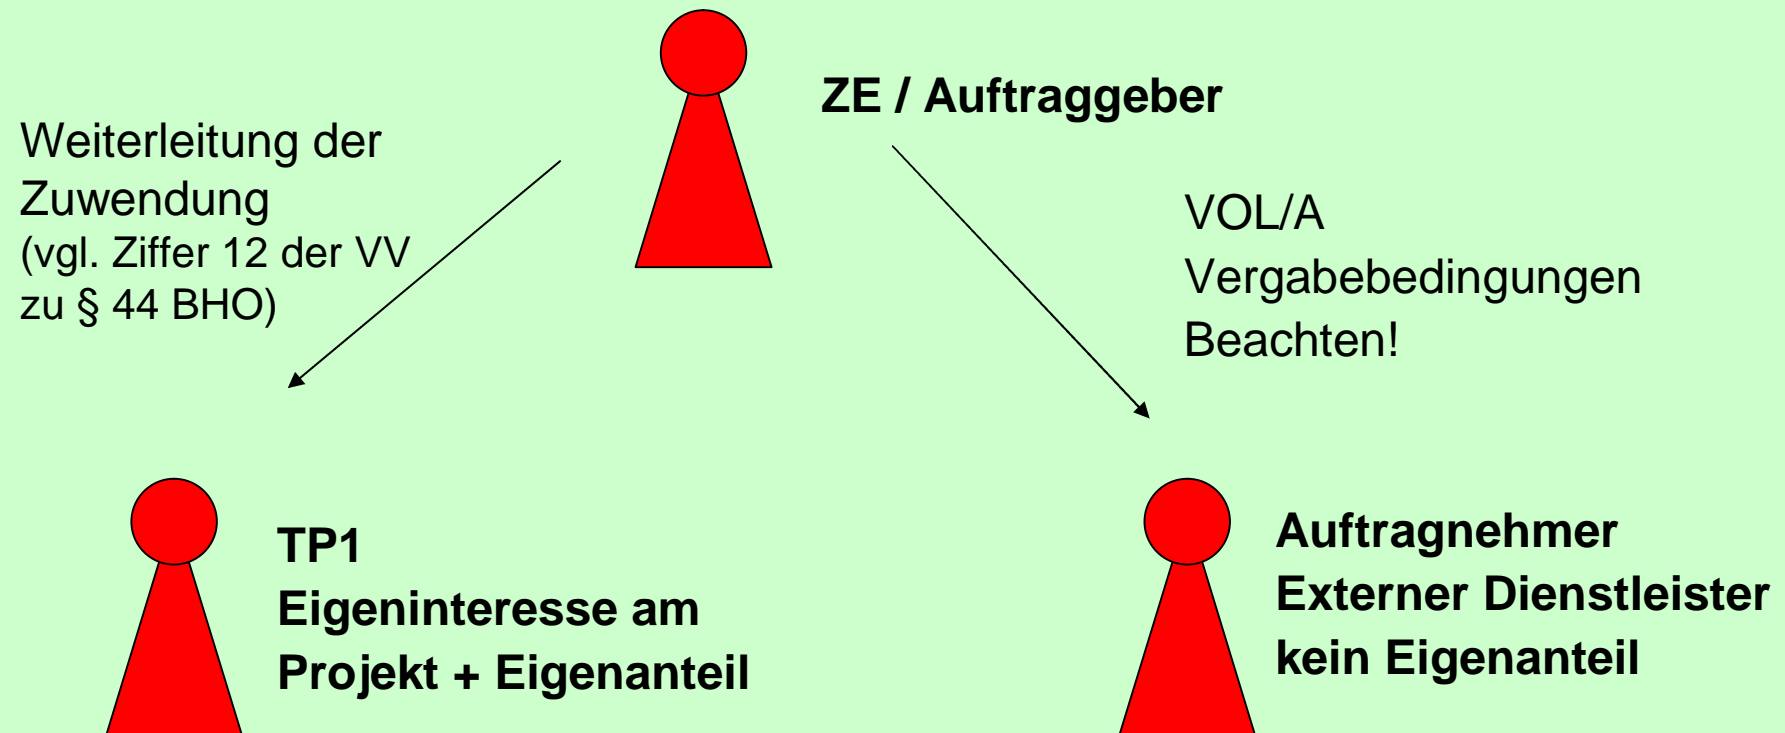 ZE / Auftraggeber
Weiterleitung der
Zuwendung
(vgl. Ziffer 12 der VV
zu § 44 BHO)
VOL/A
Vergabebedingungen
Beachten!
TP1
Eigeninteresse am
Projekt + Eigenanteil
Auftragnehmer
Externer Dienstleister
kein Eigenanteil